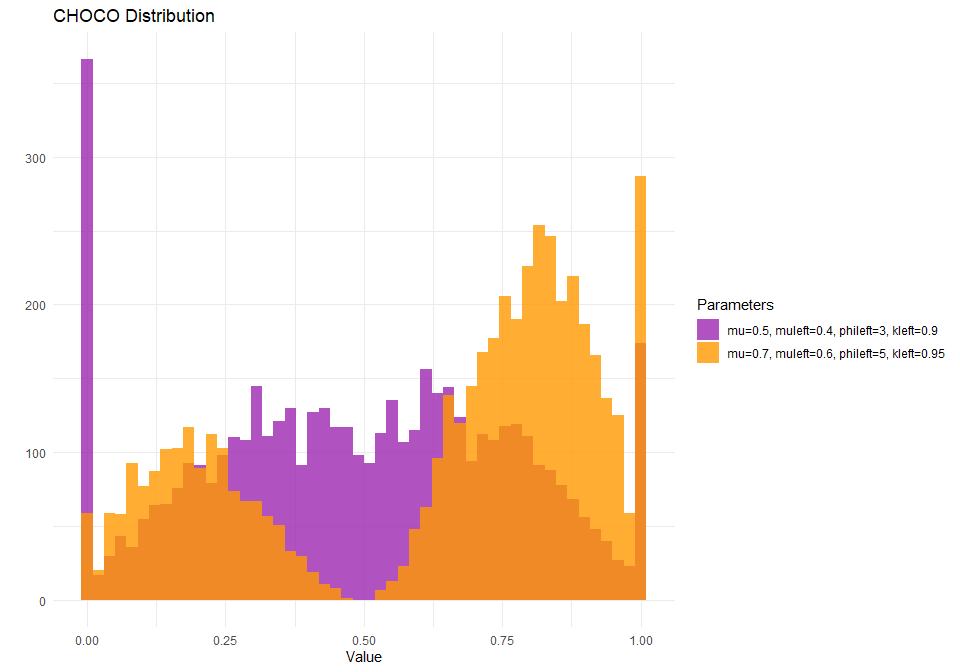 CHOCO Distribution
300
200
100
0
0.00 0.25 0.50 0.75 1.00
Value
Parameters
mu=0.5, muleft=0.4, phileft=3, kleft=0.9
mu=0.7, muleft=0.6, phileft=5, kleft=0.95